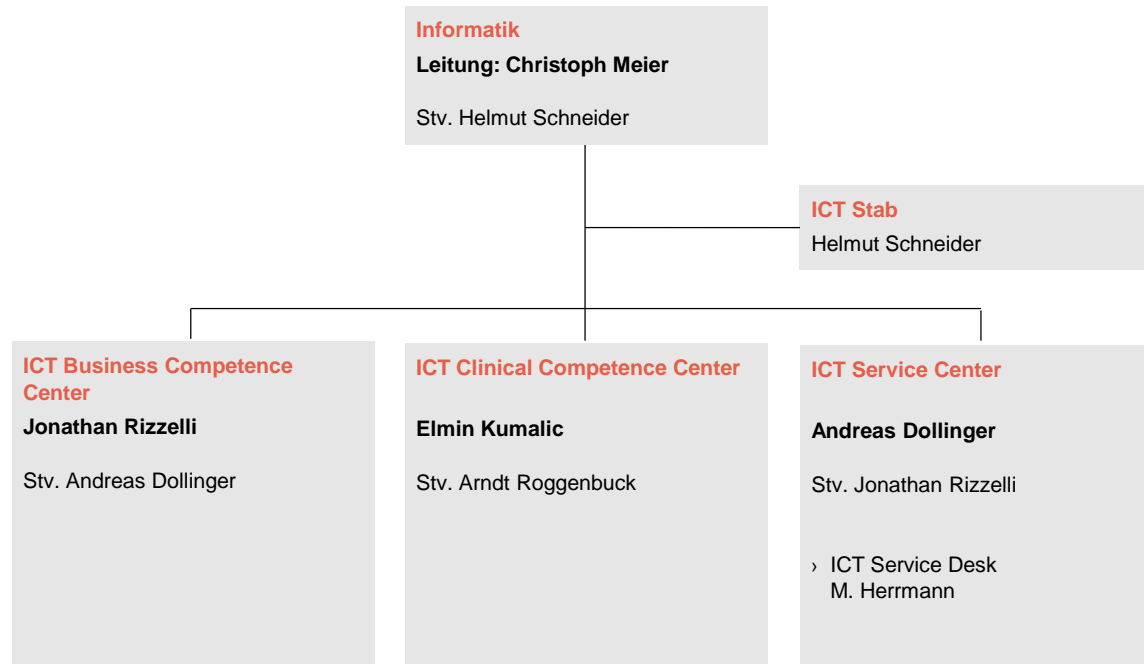 Informatik
Leitung: Christoph Meier
Stv. Helmut Schneider
ICT Stab
Helmut Schneider
ICT Business Competence
Center
Jonathan Rizzelli
Stv. Andreas Dollinger
ICT Clinical Competence Center
Elmin Kumalic
Stv. Arndt Roggenbuck
ICT Service Center
Andreas Dollinger
Stv. Jonathan Rizzelli
› ICT Service Desk
M. Herrmann